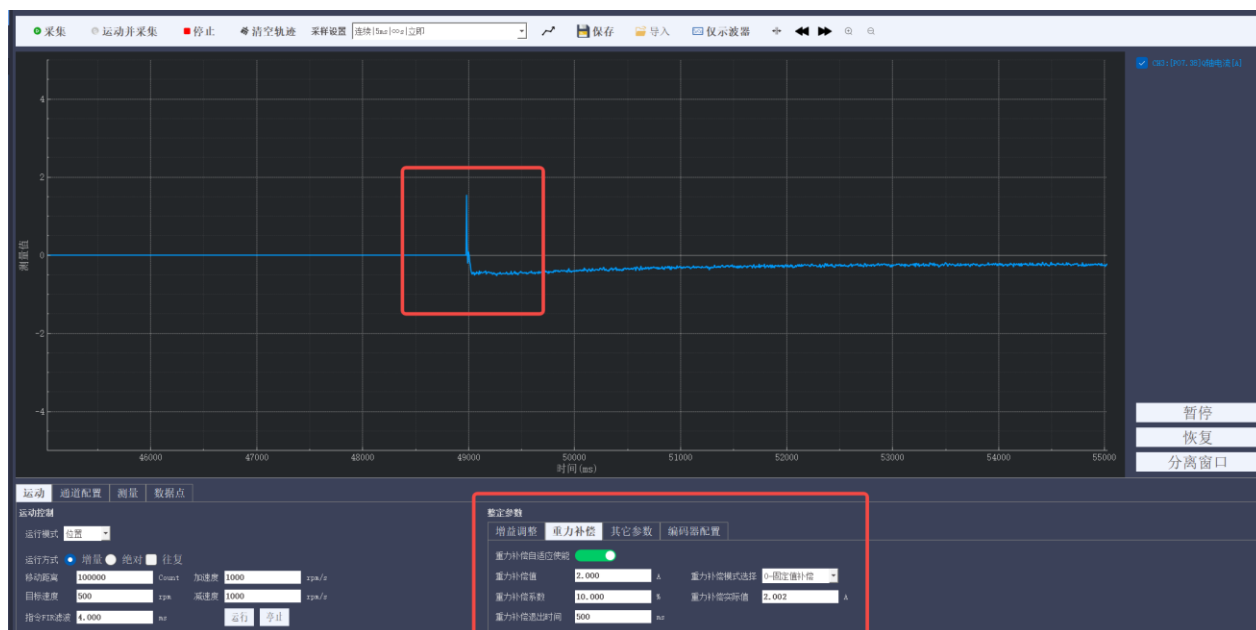 采集 运动并采集 停止 清空轨迹 采样设置 连续|5ms|∞s|立即 保存 导入 仅示波器
CH3:[P07.35]Q轴电流[A]
4
2
0
-2
-4
测量值
46000 47000 48000 49000 50000 51000 52000 53000 54000 55000
时间(ms)
暂停
恢复
分离窗口
运动 通道配置 测量 数据点
运动控制
运行模式 位置
运行方式 增量 绝对 往复
移动距离 100000 Count 加速度 1000 rpm/s
目标速度 500 rpm 减速度 1000 rpm/s
指令FIR滤波 4.000 ms 运行 停止
整定参数
增益调整 重力补偿 其它参数 编码器配置
重力补偿自适应使能
重力补偿值 2.000 A 重力补偿模式选择 0-固定值补偿
重力补偿系数 10.000 % 重力补偿实际值 2.002 A
重力补偿退出时间 500 ms